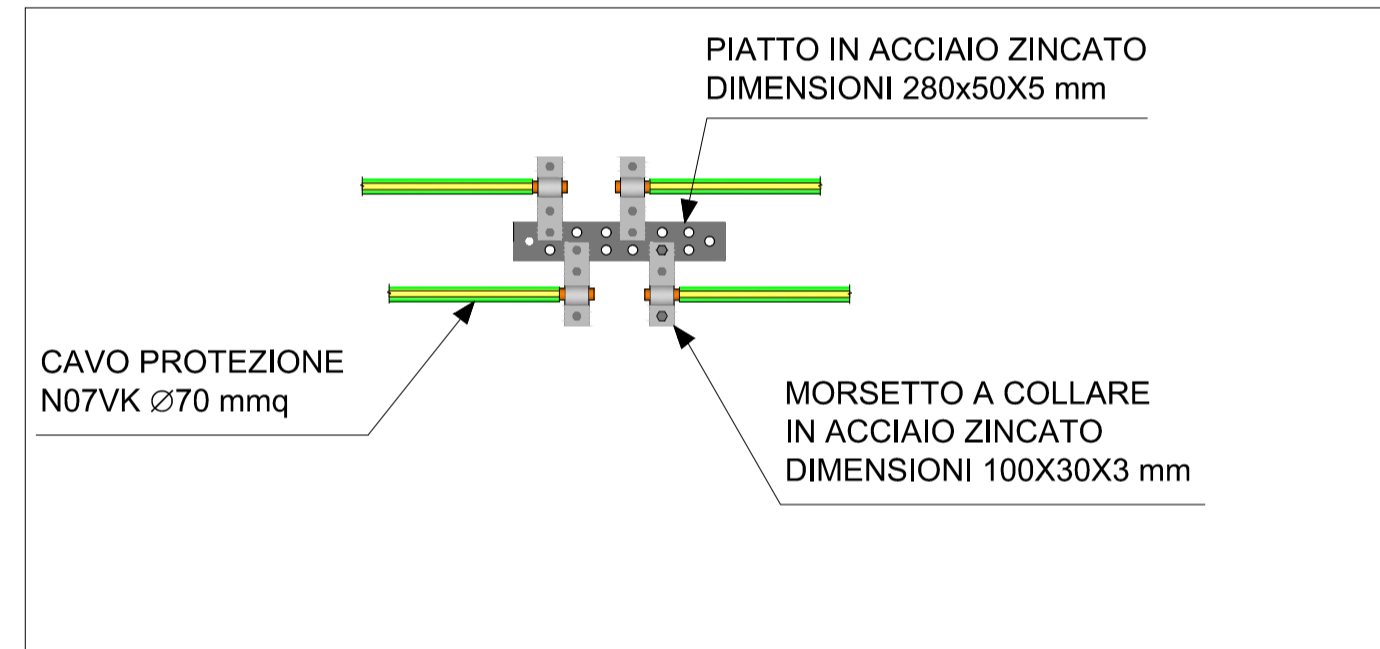 PIATTO IN ACCIAIO ZINCATO
DIMENSIONI 280x50X5 mm
CAVO PROTEZIONE
N07VK ∅70 mmq
MORSETTO A COLLARE
IN ACCIAIO ZINCATO
DIMENSIONI 100X30X3 mm